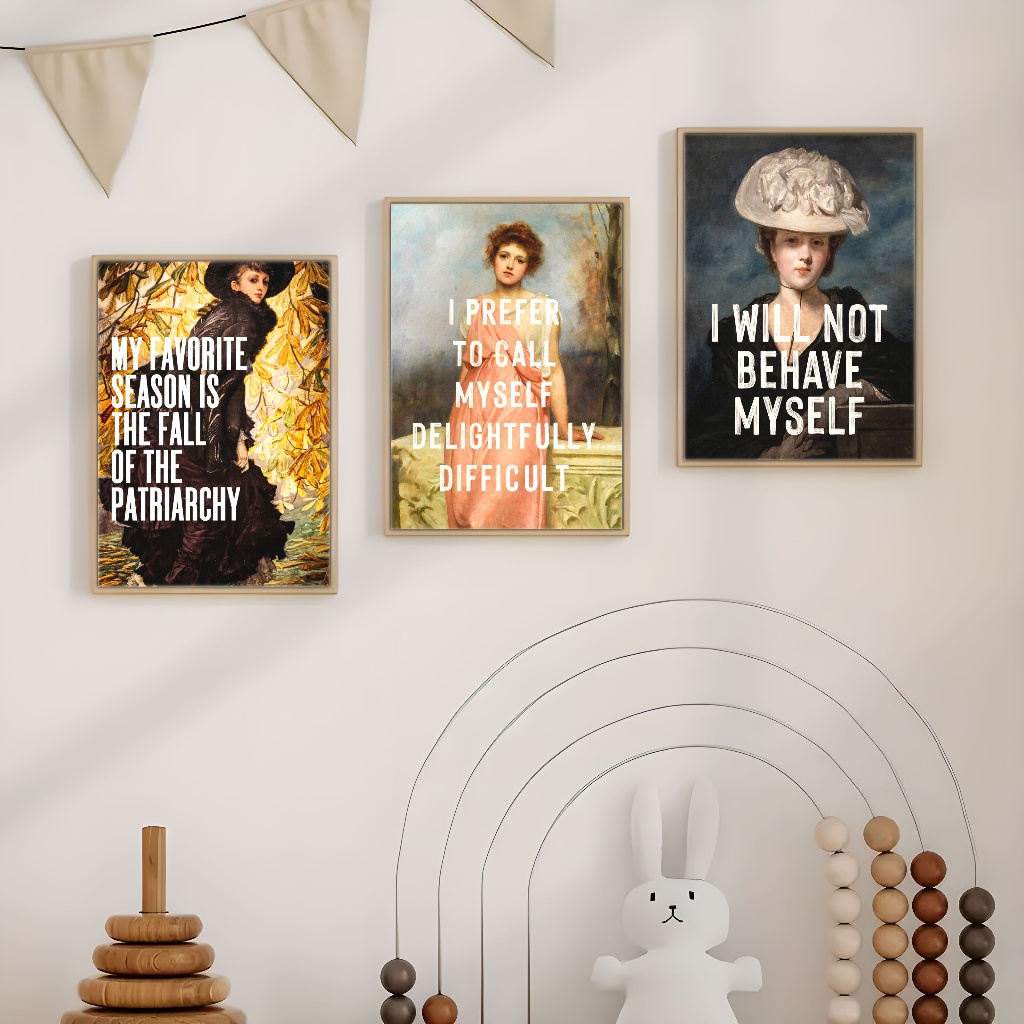 MY FAVORITE
SEASON IS
THE FALL
OF THE
PATRIARCHY
I PREFER
TO CALL
MYSELF
DELIGHTFULLY
DIFFICULT
I WILL NOT
BEHAVE
MYSELF